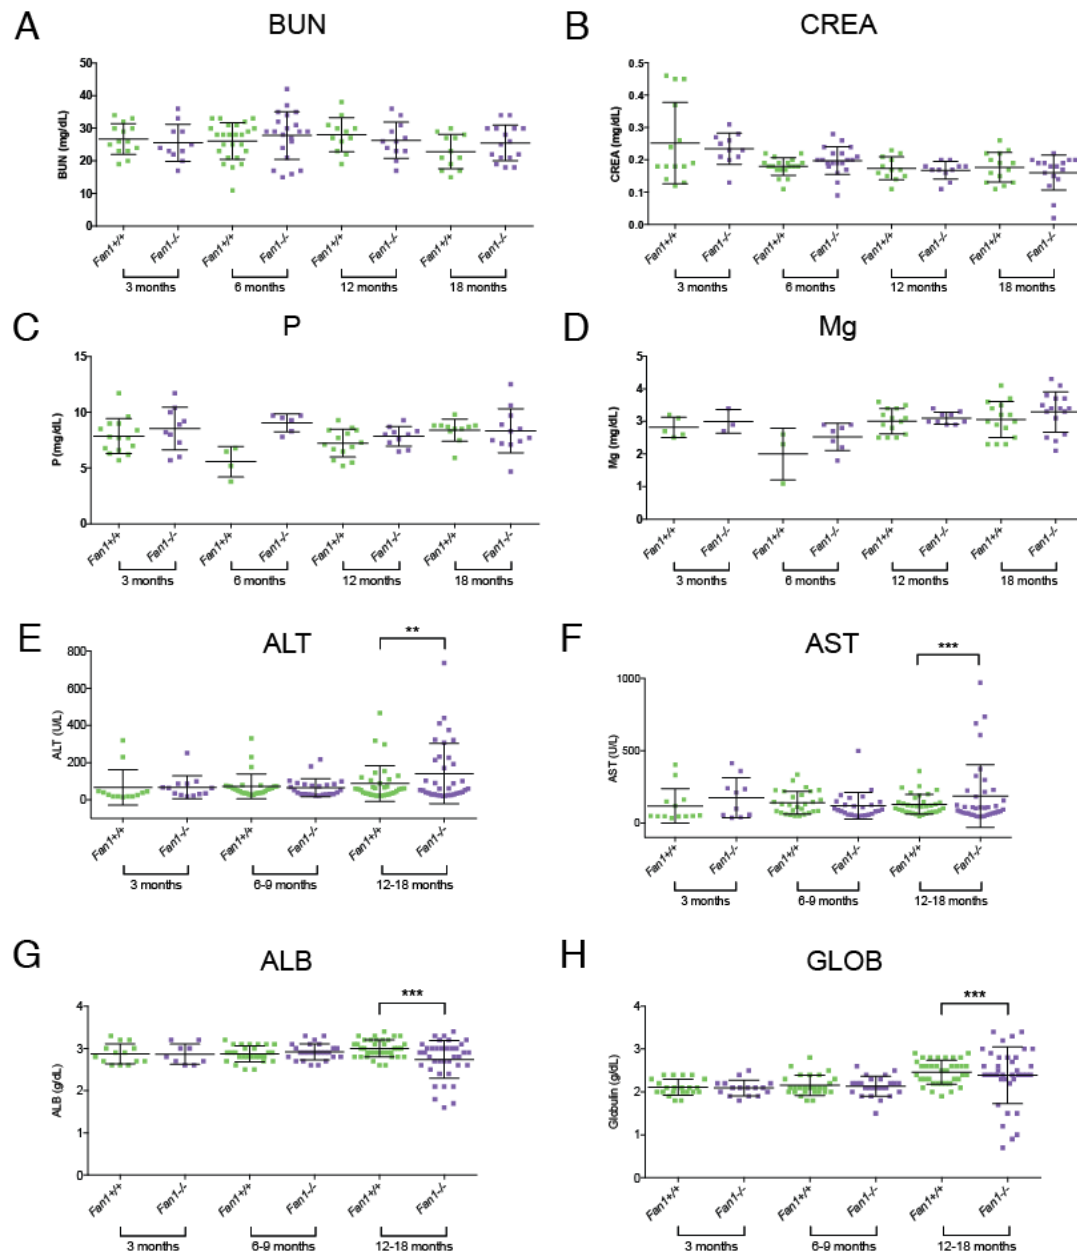 A
BUN
BUN (mg/dL)
50
40
30
20
10
0
Fan1+/+
Fan1-/-
Fan1+/+
Fan1-/-
Fan1+/+
Fan1-/-
Fan1+/+
Fan1-/-
3 months
6 months
12 months
18 months
B
CREA
CREA (mg/dL)
0.5
0.4
0.3
0.2
0.1
0.0
Fan1+/+
Fan1-/-
Fan1+/+
Fan1-/-
Fan1+/+
Fan1-/-
Fan1+/+
Fan1-/-
3 months
6 months
12 months
18 months
C
P
P (mg/dL)
15
10
5
0
Fan1+/+
Fan1-/-
Fan1+/+
Fan1-/-
Fan1+/+
Fan1-/-
Fan1+/+
Fan1-/-
3 months
6 months
12 months
18 months
D
Mg
Mg (mg/dL)
5
4
3
2
1
0
Fan1+/+
Fan1-/-
Fan1+/+
Fan1-/-
Fan1+/+
Fan1-/-
Fan1+/+
Fan1-/-
3 months
6 months
12 months
18 months
E
ALT
**
ALT (U/L)
800
600
400
200
0
Fan1+/+
Fan1-/-
Fan1+/+
Fan1-/-
Fan1+/+
Fan1-/-
3 months
6-9 months
12-18 months
F
AST
***
AST (U/L)
1000
500
0
Fan1+/+
Fan1-/-
Fan1+/+
Fan1-/-
Fan1+/+
Fan1-/-
3 months
6-9 months
12-18 months
G
ALB
***
ALB (g/dL)
4
3
2
1
0
Fan1+/+
Fan1-/-
Fan1+/+
Fan1-/-
Fan1+/+
Fan1-/-
3 months
6-9 months
12-18 months
H
GLOB
***
Globulin (g/dL)
4
3
2
1
0
Fan1+/+
Fan1-/-
Fan1+/+
Fan1-/-
Fan1+/+
Fan1-/-
3 months
6-9 months
12-18 months